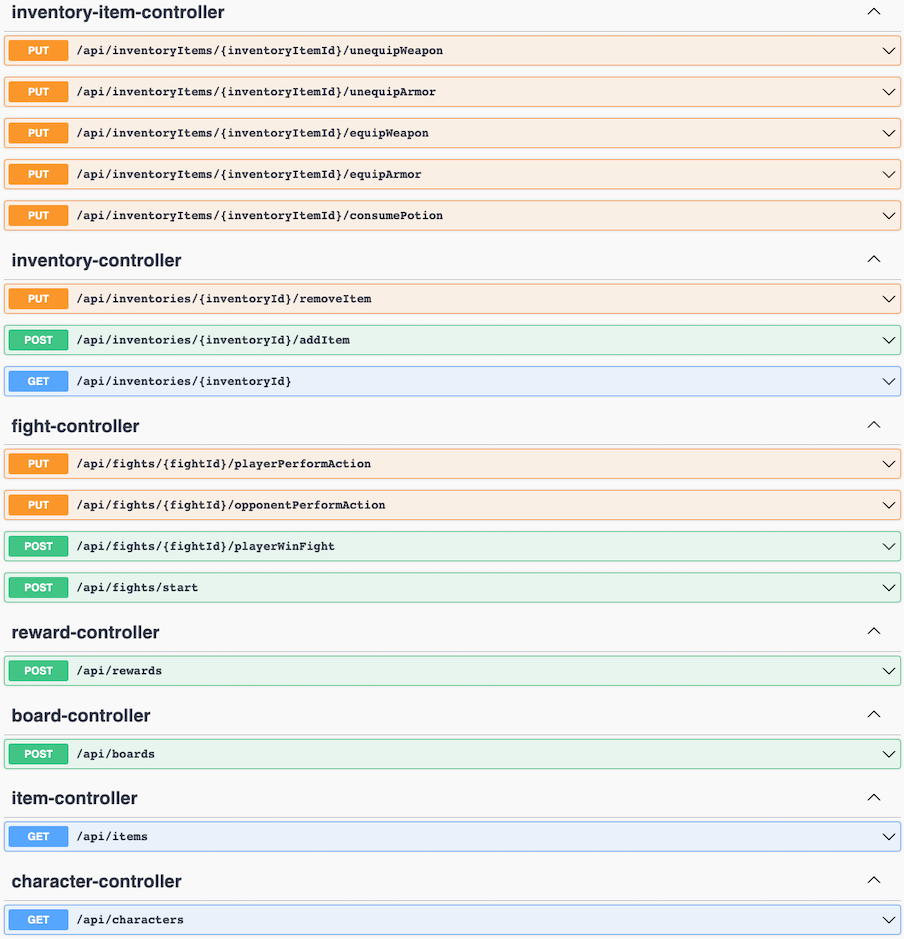 inventory-item-controller
PUT /api/inventoryItems/{inventoryItemId}/unequipWeapon
PUT /api/inventoryItems/{inventoryItemId}/unequipArmor
PUT /api/inventoryItems/{inventoryItemId}/equipWeapon
PUT /api/inventoryItems/{inventoryItemId}/equipArmor
PUT /api/inventoryItems/{inventoryItemId}/consumePotion
inventory-controller
PUT /api/inventories/{inventoryId}/removeItem
POST /api/inventories/{inventoryId}/addItem
GET /api/inventories/{inventoryId}
fight-controller
PUT /api/fights/{fightId}/playerPerformAction
PUT /api/fights/{fightId}/opponentPerformAction
POST /api/fights/{fightId}/playerWinFight
POST /api/fights/start
reward-controller
POST /api/rewards
board-controller
POST /api/boards
item-controller
GET /api/items
character-controller
GET /api/characters